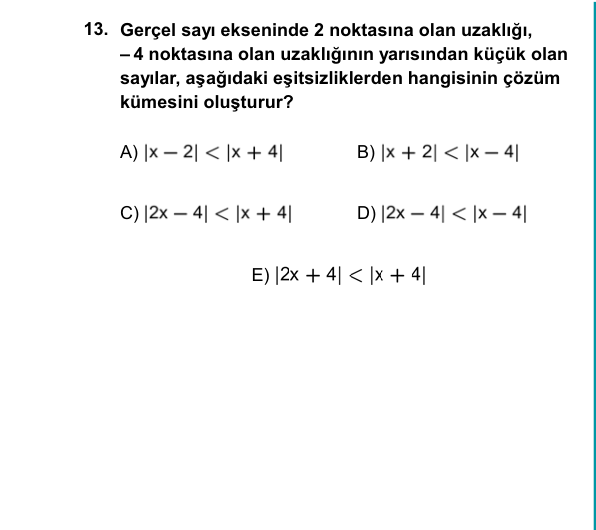 13. Gerçel sayı ekseninde 2 noktasına olan uzaklığı,
– 4 noktasına olan uzaklığının yarısından küçük olan
sayılar, aşağıdaki eşitsizliklerden hangisinin çözüm
kümesini oluşturur?
A) |x – 2| < |x + 4| B) |x + 2| < |x – 4|
C) |2x – 4| < |x + 4| D) |2x – 4| < |x – 4|
E) |2x + 4| < |x + 4|